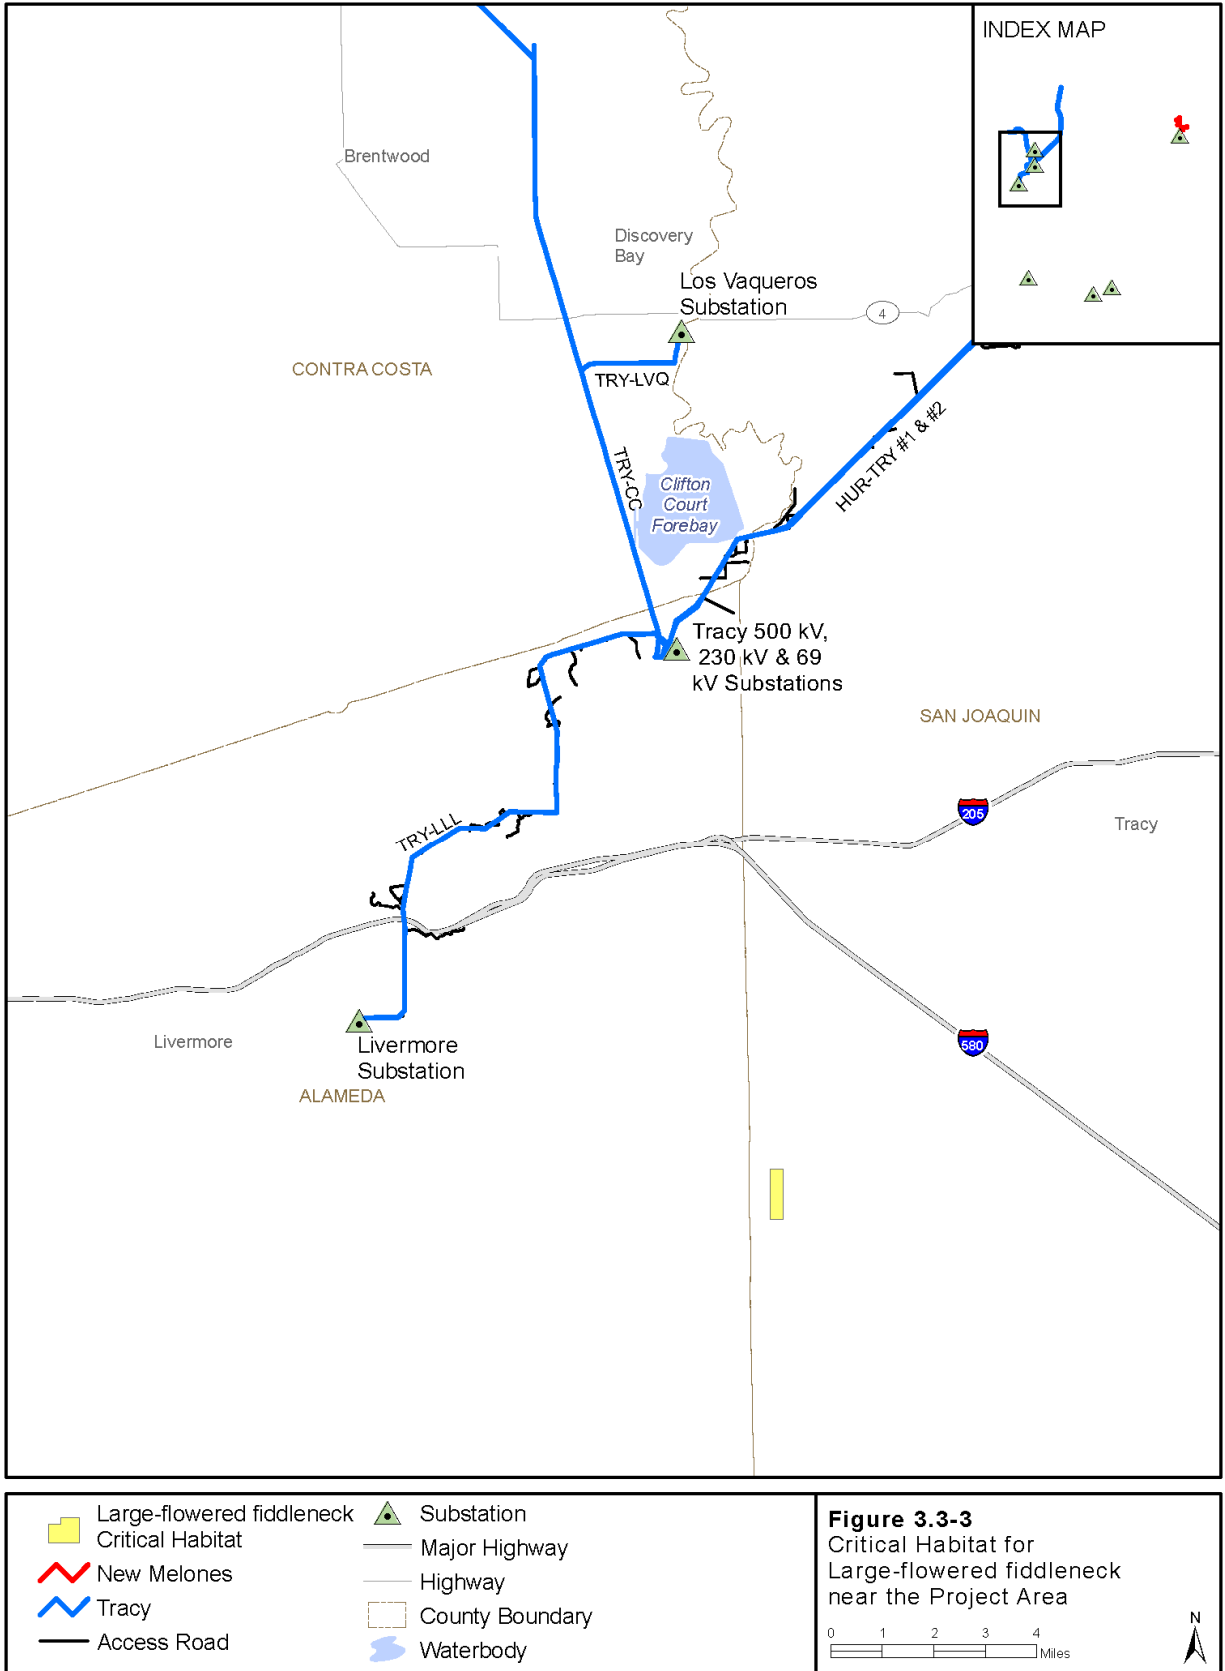 INDEX MAP
Brentwood
Discovery
Bay
Los Vaqueros
Substation
4
CONTRA COSTA
TRY-LVQ
HUR-TRY #1 & #2
TRY-CC
Clifton
Court
Forebay
Tracy 500 kV,
230 kV & 69
kV Substations
SAN JOAQUIN
205
Tracy
TRY-LLL
Livermore
580
Livermore
Substation
ALAMEDA
Large-flowered fiddleneck
Critical Habitat
New Melones
Tracy
Access Road
Substation
Major Highway
Highway
County Boundary
Waterbody
Figure 3.3-3
Critical Habitat for
Large-flowered fiddleneck
near the Project Area
0 1 2 3 4
Miles
N